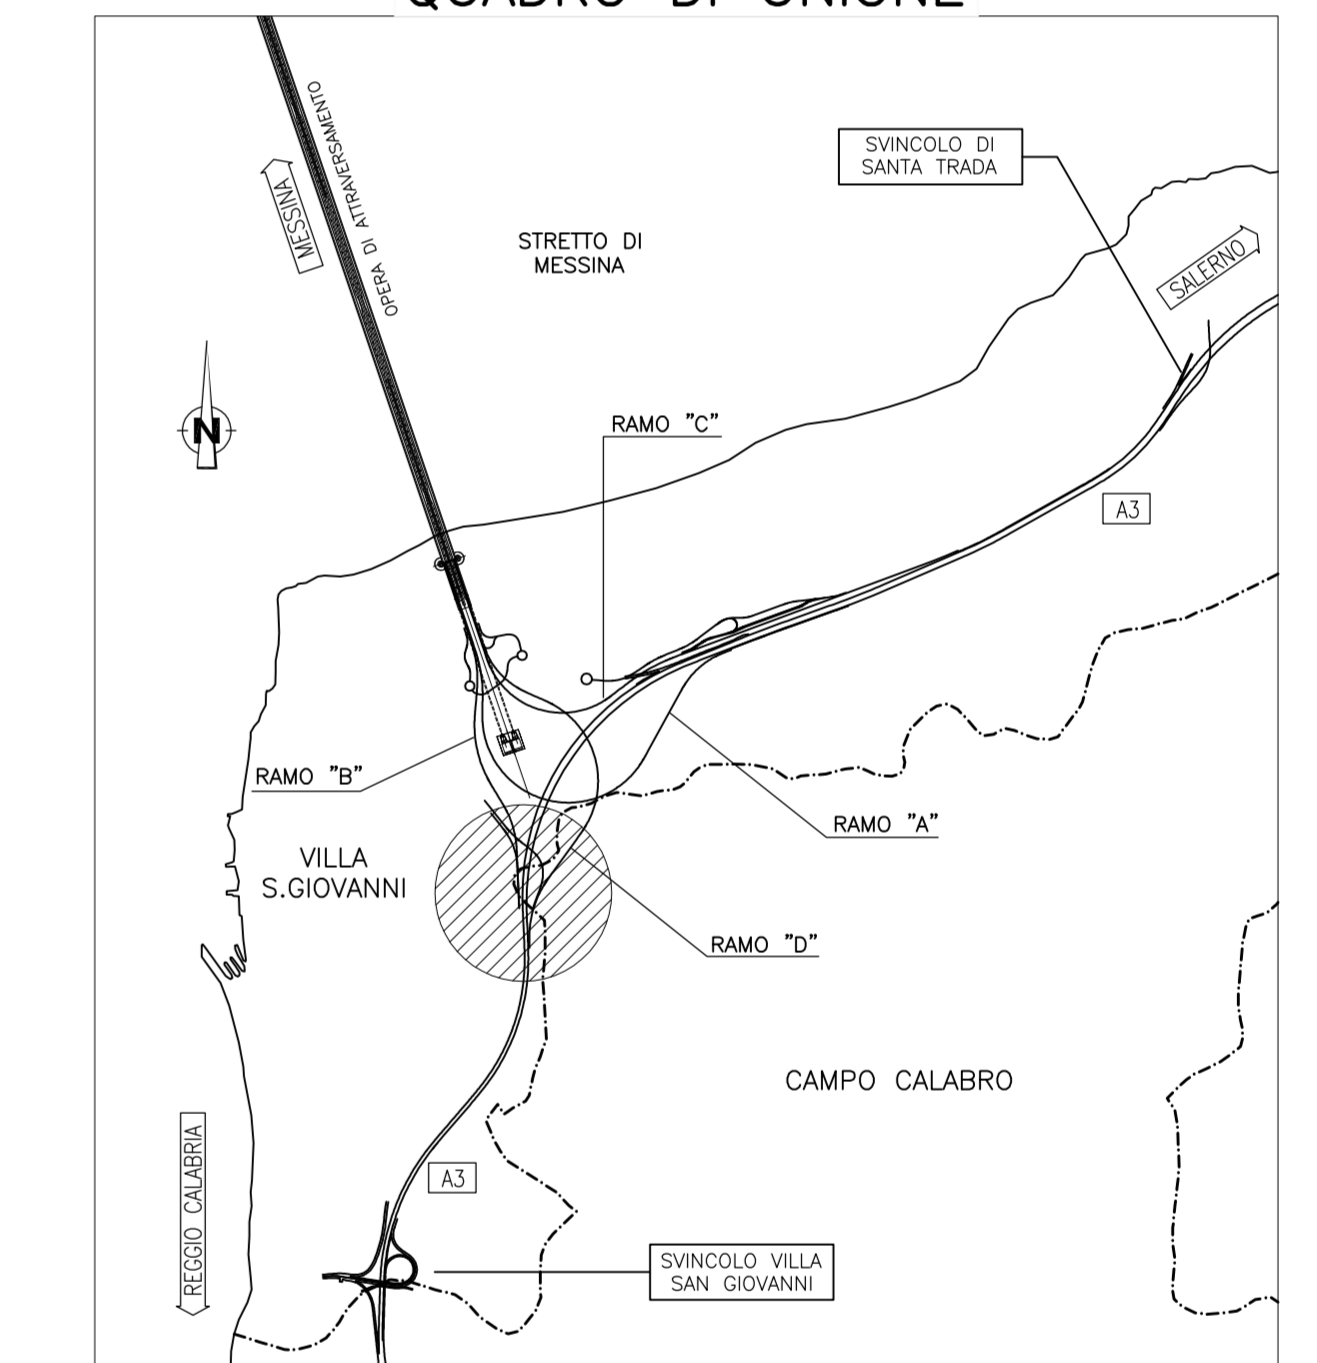 QUADRO DI UNIONE
OPERA DI ATTRAVERSAMENTO
MESSINA
SVINCOLO DI
SANTA TRADA
STRETTO DI
MESSINA
SALERNO
N
RAMO "C"
A3
RAMO "B"
RAMO "A"
VILLA
S.GIOVANNI
RAMO "D"
CAMPO CALABRO
REGGIO CALABRIA
A3
SVINCOLO VILLA
SAN GIOVANNI